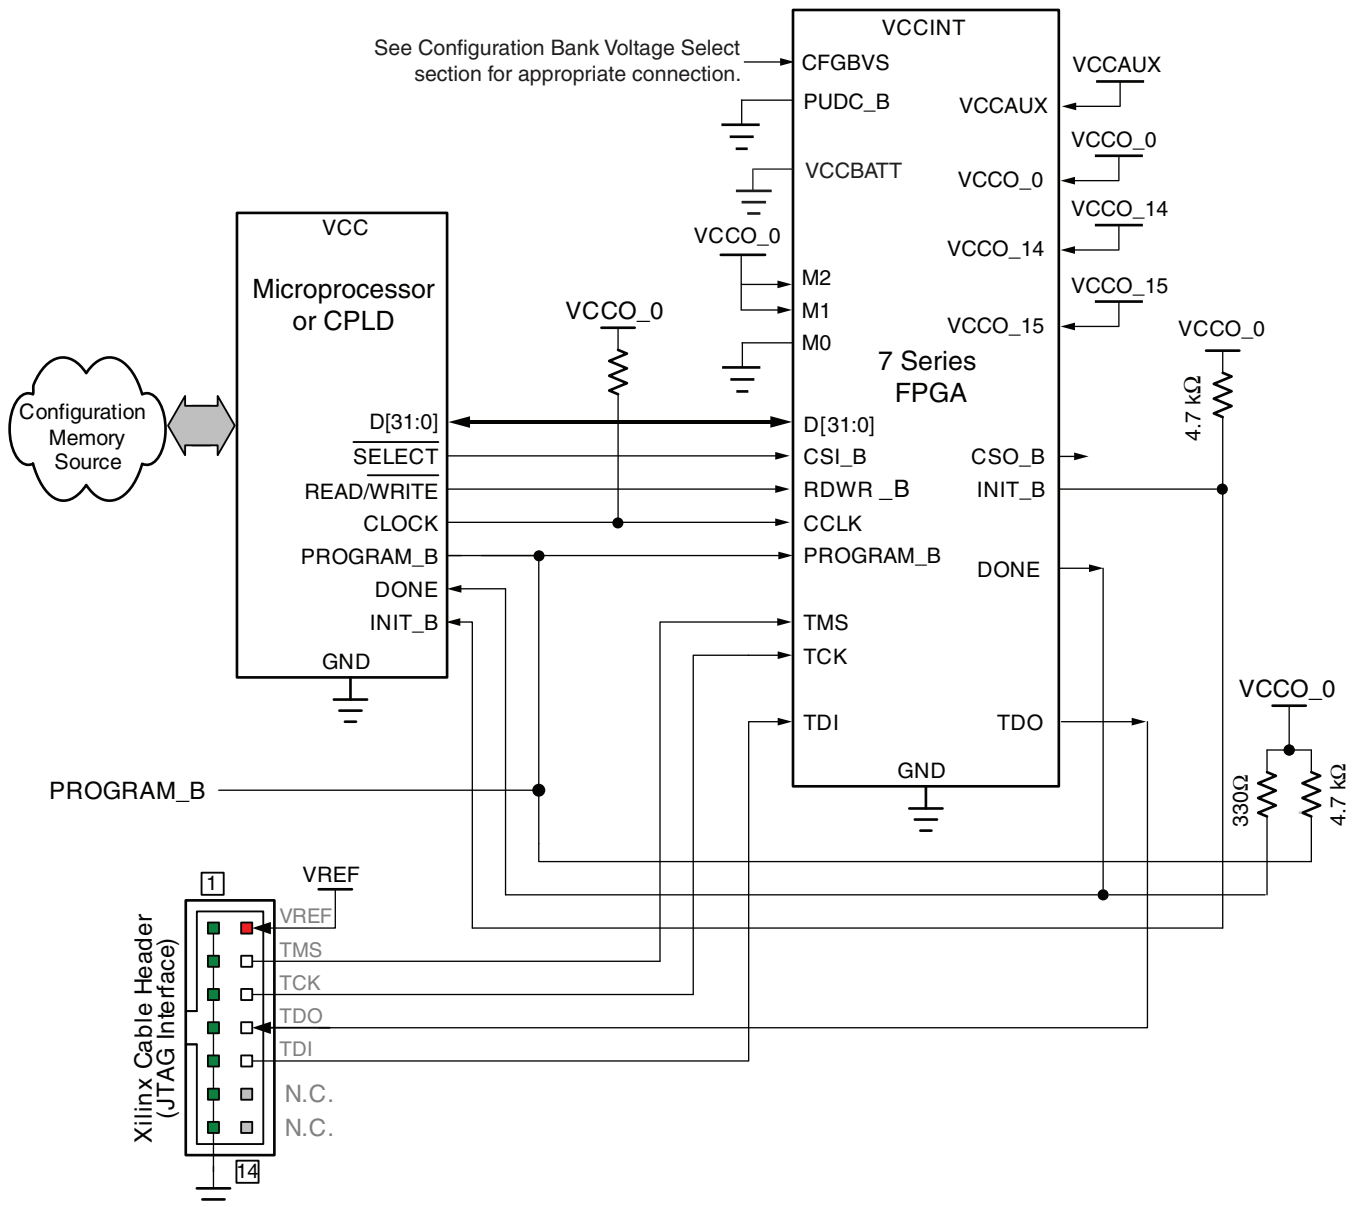 See Configuration Bank Voltage Select
section for appropriate connection.
VCCINT
CFGBVS
PUDC_B
VCCBATT
VCCO_0
M2
M1
M0
7 Series
FPGA
D[31:0]
CSI_B
RDWR _B
CCLK
PROGRAM_B
TMS
TCK
TDI
GND
VCCAUX
VCCO_0
VCCO_14
VCCO_15
CSO_B
INIT_B
DONE
TDO
VCCAUX
VCCO_0
VCCO_14
VCCO_15
VCCO_0
4.7 kΩ
VCCO_0
330Ω
4.7 kΩ
VCCO_0
VCC
Microprocessor
or CPLD
D[31:0]
SELECT
READ/WRITE
CLOCK
PROGRAM_B
DONE
INIT_B
GND
Configuration
Memory
Source
PROGRAM_B
1
VREF
VREF
TMS
TCK
TDO
TDI
N.C.
N.C.
14
Xilinx Cable Header
(JTAG Interface)